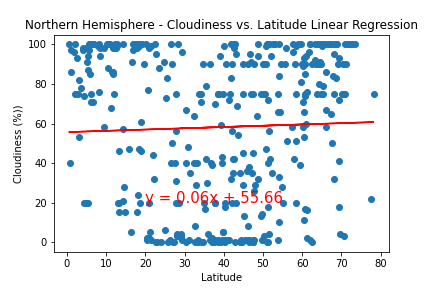 Northern Hemisphere - Cloudiness vs. Latitude Linear Regression
100
80
60
40
20
0
Cloudiness (%))
y = 0.06x + 55.66
0 10 20 30 40 50 60 70 80
Latitude